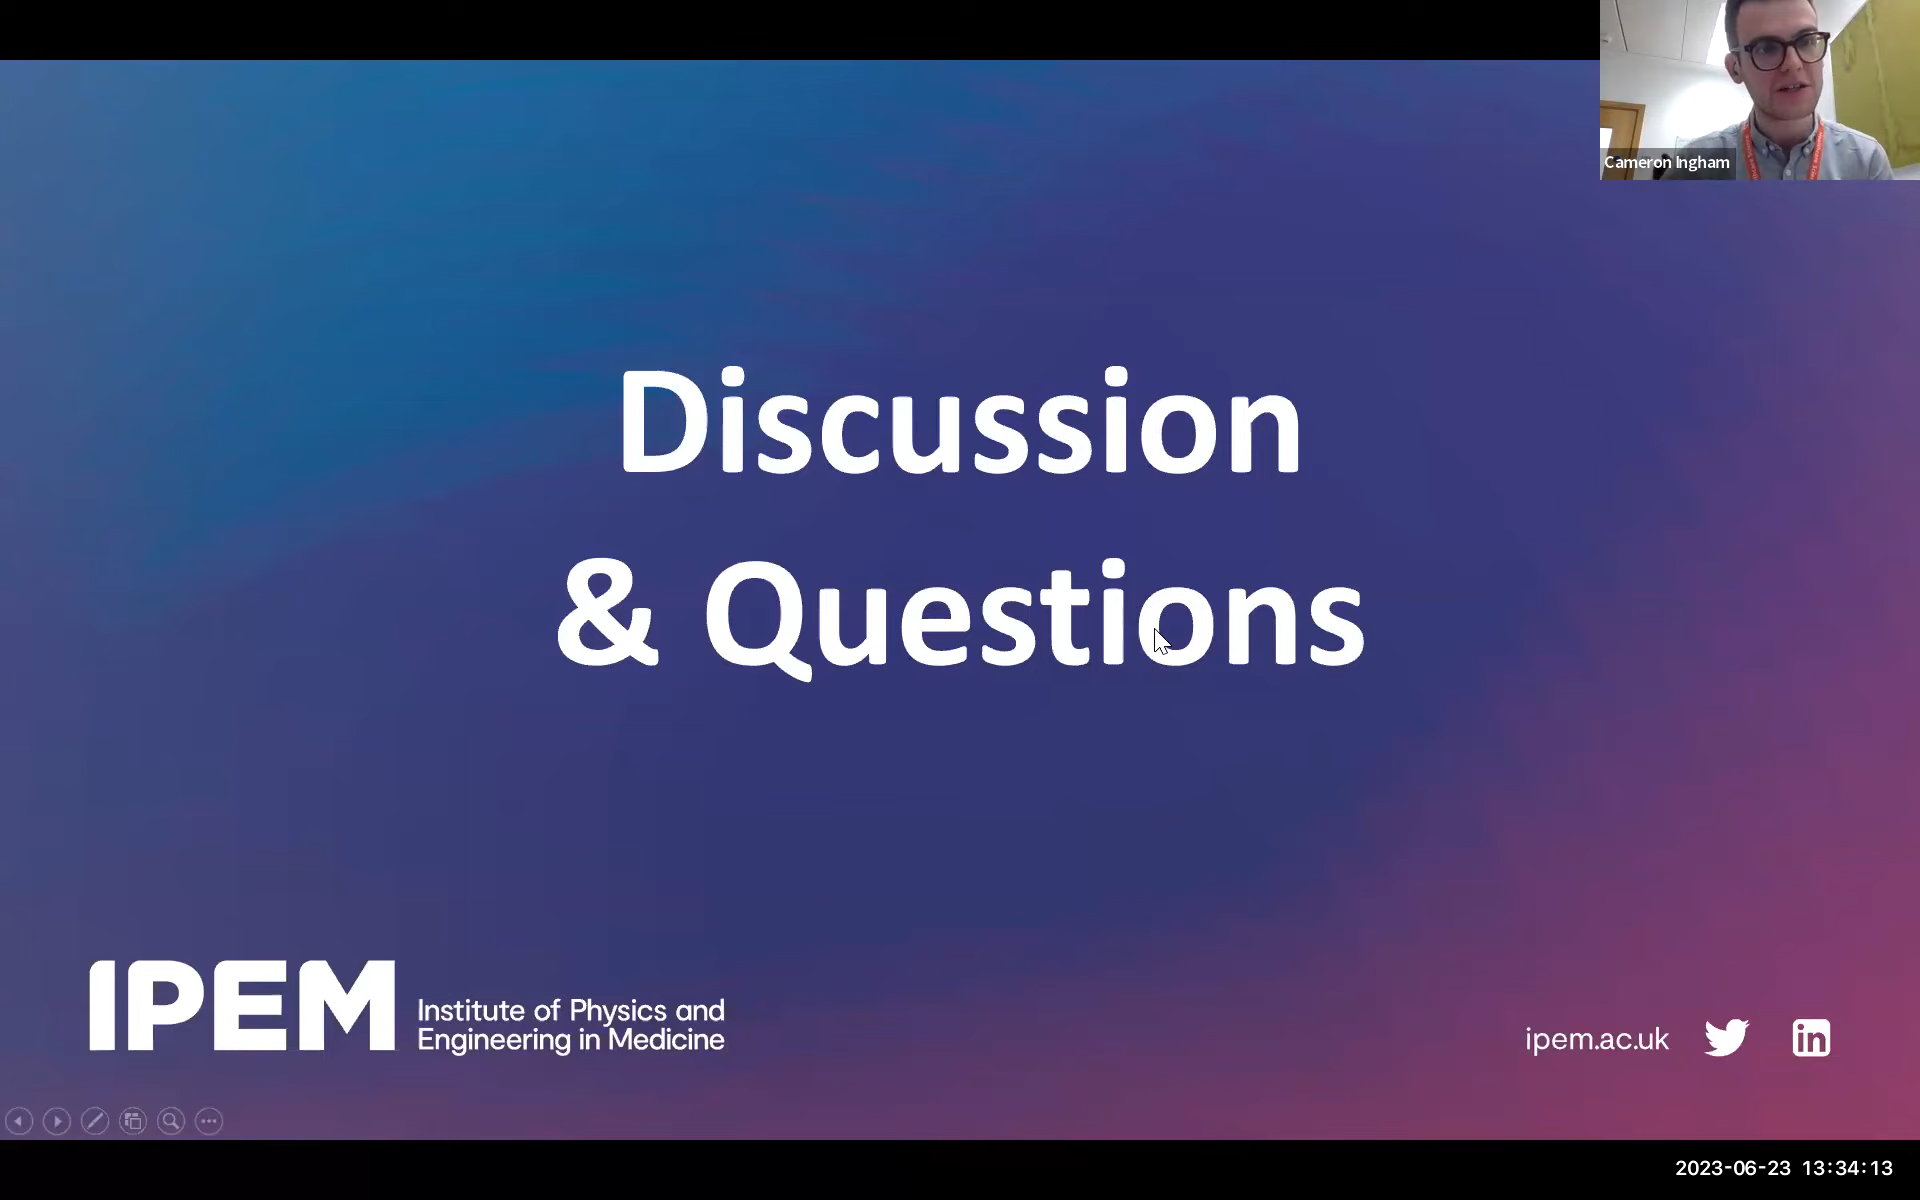 Cameron Ingham
Discussion
& Questions
IPEM
Institute of Physics and
Engineering in Medicine
ipem.ac.uk
in
2023-06-23 13:34:13